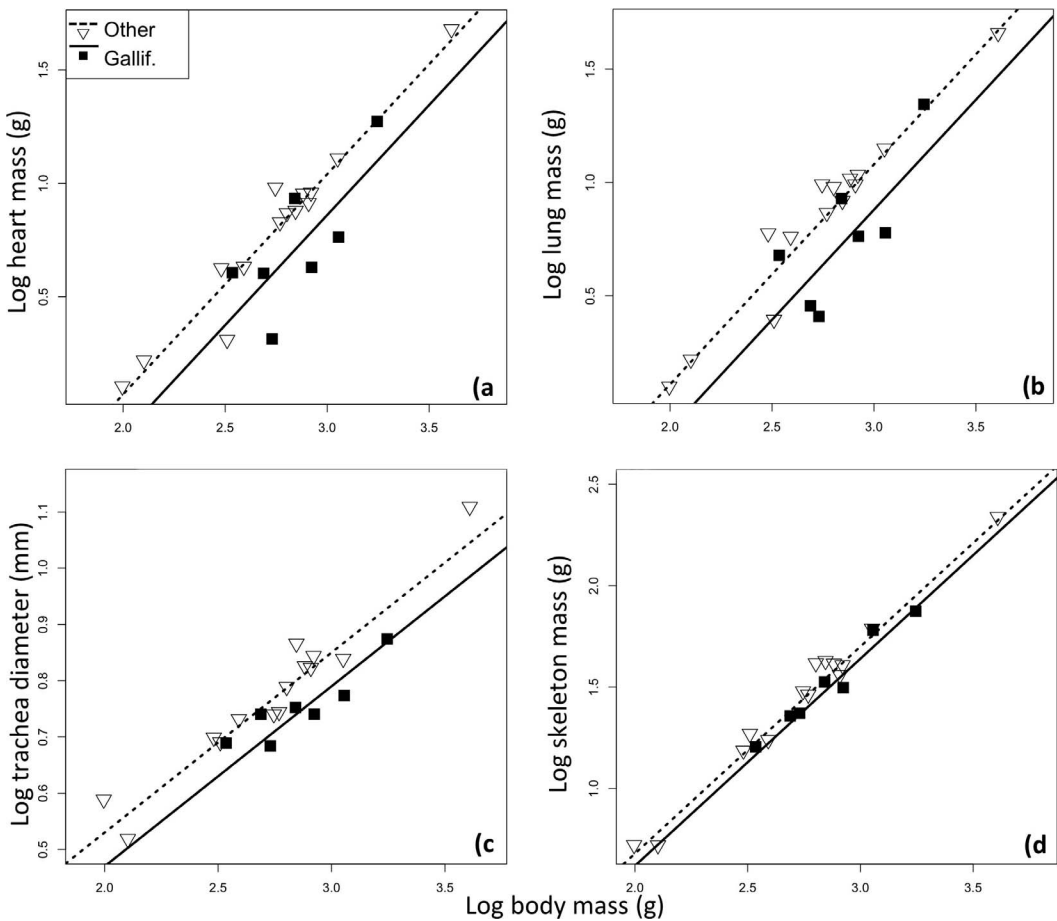 Other
Gallif.
Log heart mass (g)
1.5
1.0
0.5
2.0 2.5 3.0 3.5
(a
Log lung mass (g)
1.5
1.0
0.5
2.0 2.5 3.0 3.5
(b
Log trachea diameter (mm)
1.1
1.0
0.9
0.8
0.7
0.6
0.5
2.0 2.5 3.0 3.5
(c
Log skeleton mass (g)
2.5
2.0
1.5
1.0
2.0 2.5 3.0 3.5
(d
Log body mass (g)